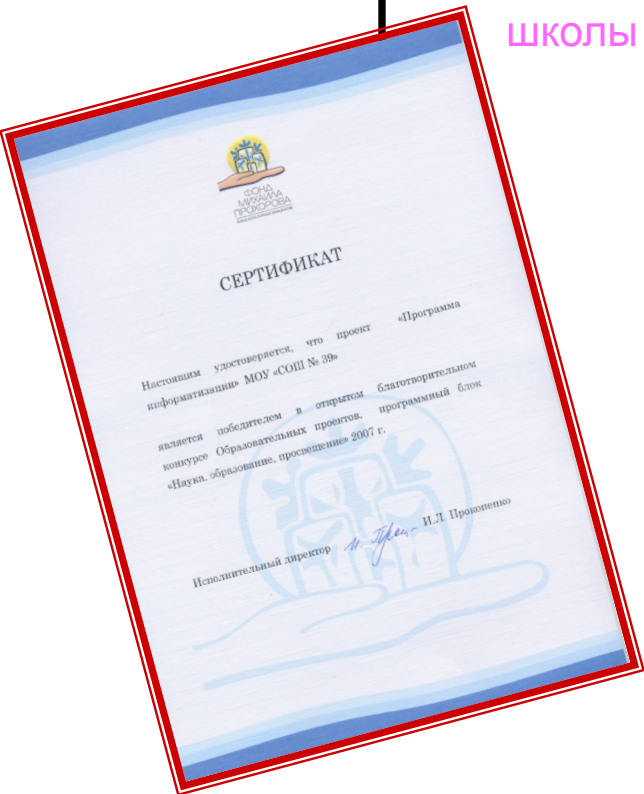 школы
ФОНД
МИХАИЛА
ПРОХОРОВА
СЕРТИФИКАТ
Настоящим удостоверяется, что проект «Программа
информатизации» МОУ «СОШ № 39»
является победителем в открытом благотворительном
конкурсе Образовательных проектов, программный блок
«Наука, образование, просвещение» 2007 г.
Исполнительный директор И.Л. Проконенко